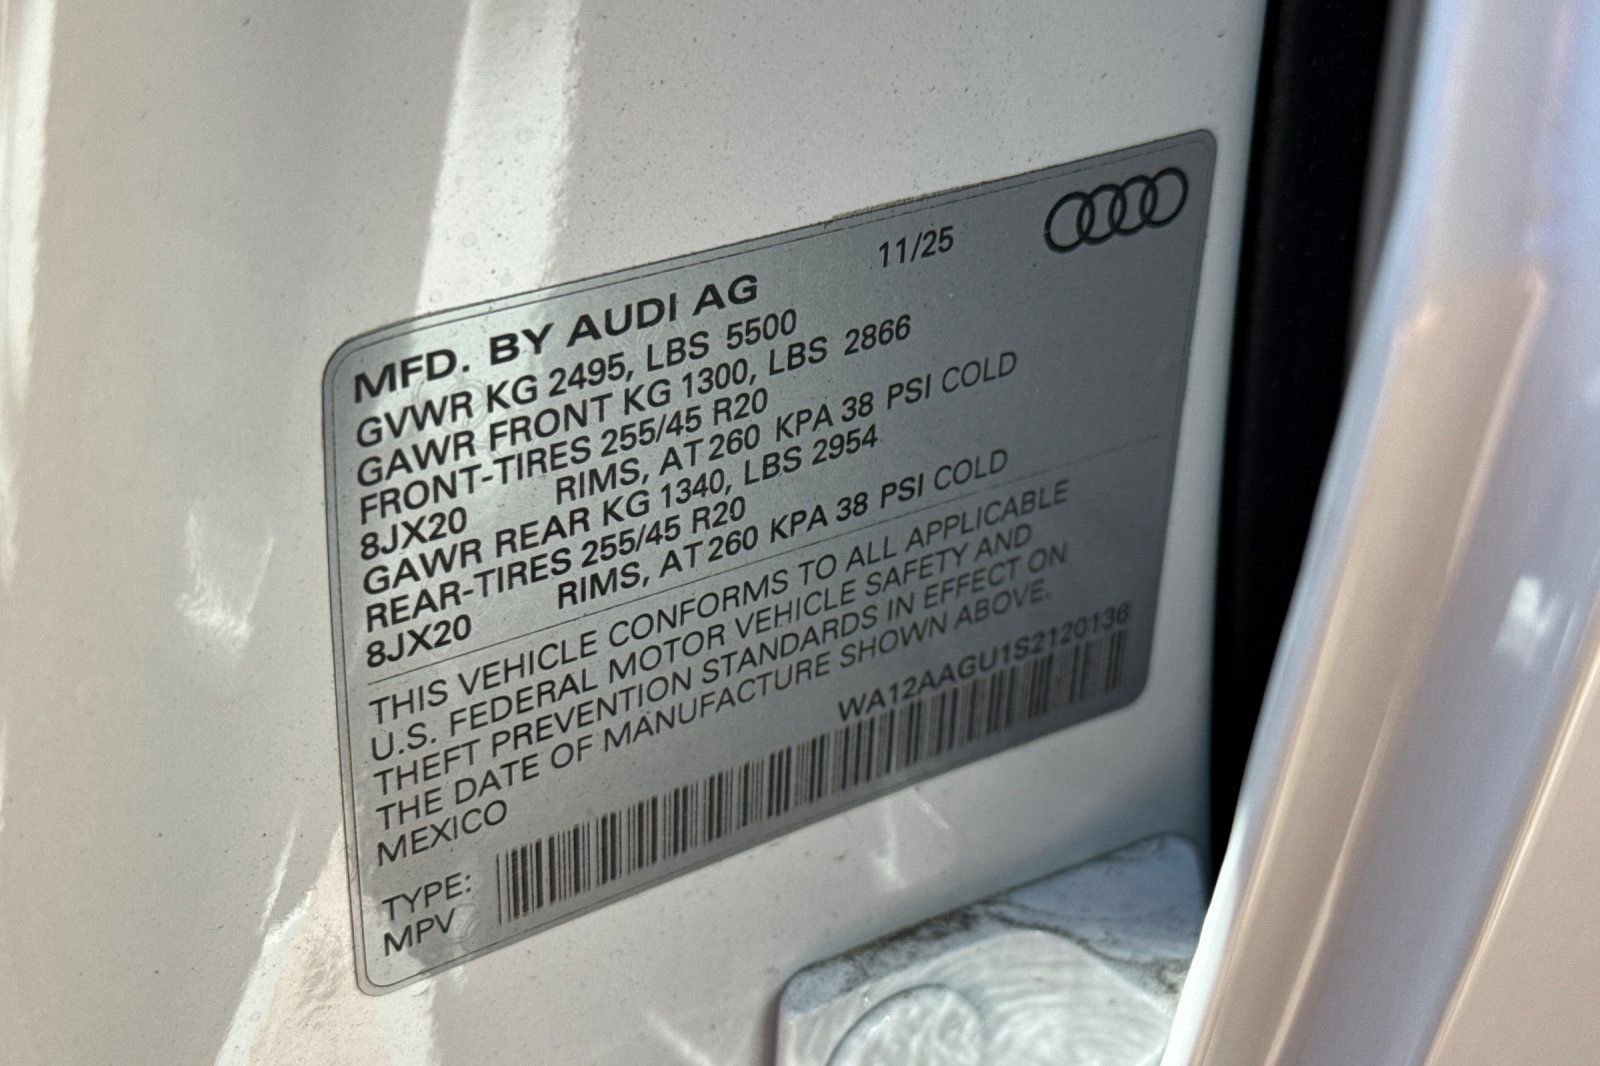 MFD. BY AUDI AG 11/25
GVWR KG 2495, LBS 5500
GAWR FRONT KG 1300, LBS 2866
FRONT-TIRES 255/45 R20
8JX20 RIMS, AT 260 KPA 38 PSI COLD
GAWR REAR KG 1340, LBS 2954
REAR-TIRES 255/45 R20
8JX20 RIMS, AT 260 KPA 38 PSI COLD
THIS VEHICLE CONFORMS TO ALL APPLICABLE
U.S. FEDERAL MOTOR VEHICLE SAFETY AND
THEFT PREVENTION STANDARDS IN EFFECT ON
THE DATE OF MANUFACTURE SHOWN ABOVE.
MEXICO WA12AAGU1S2120136
TYPE:
MPV